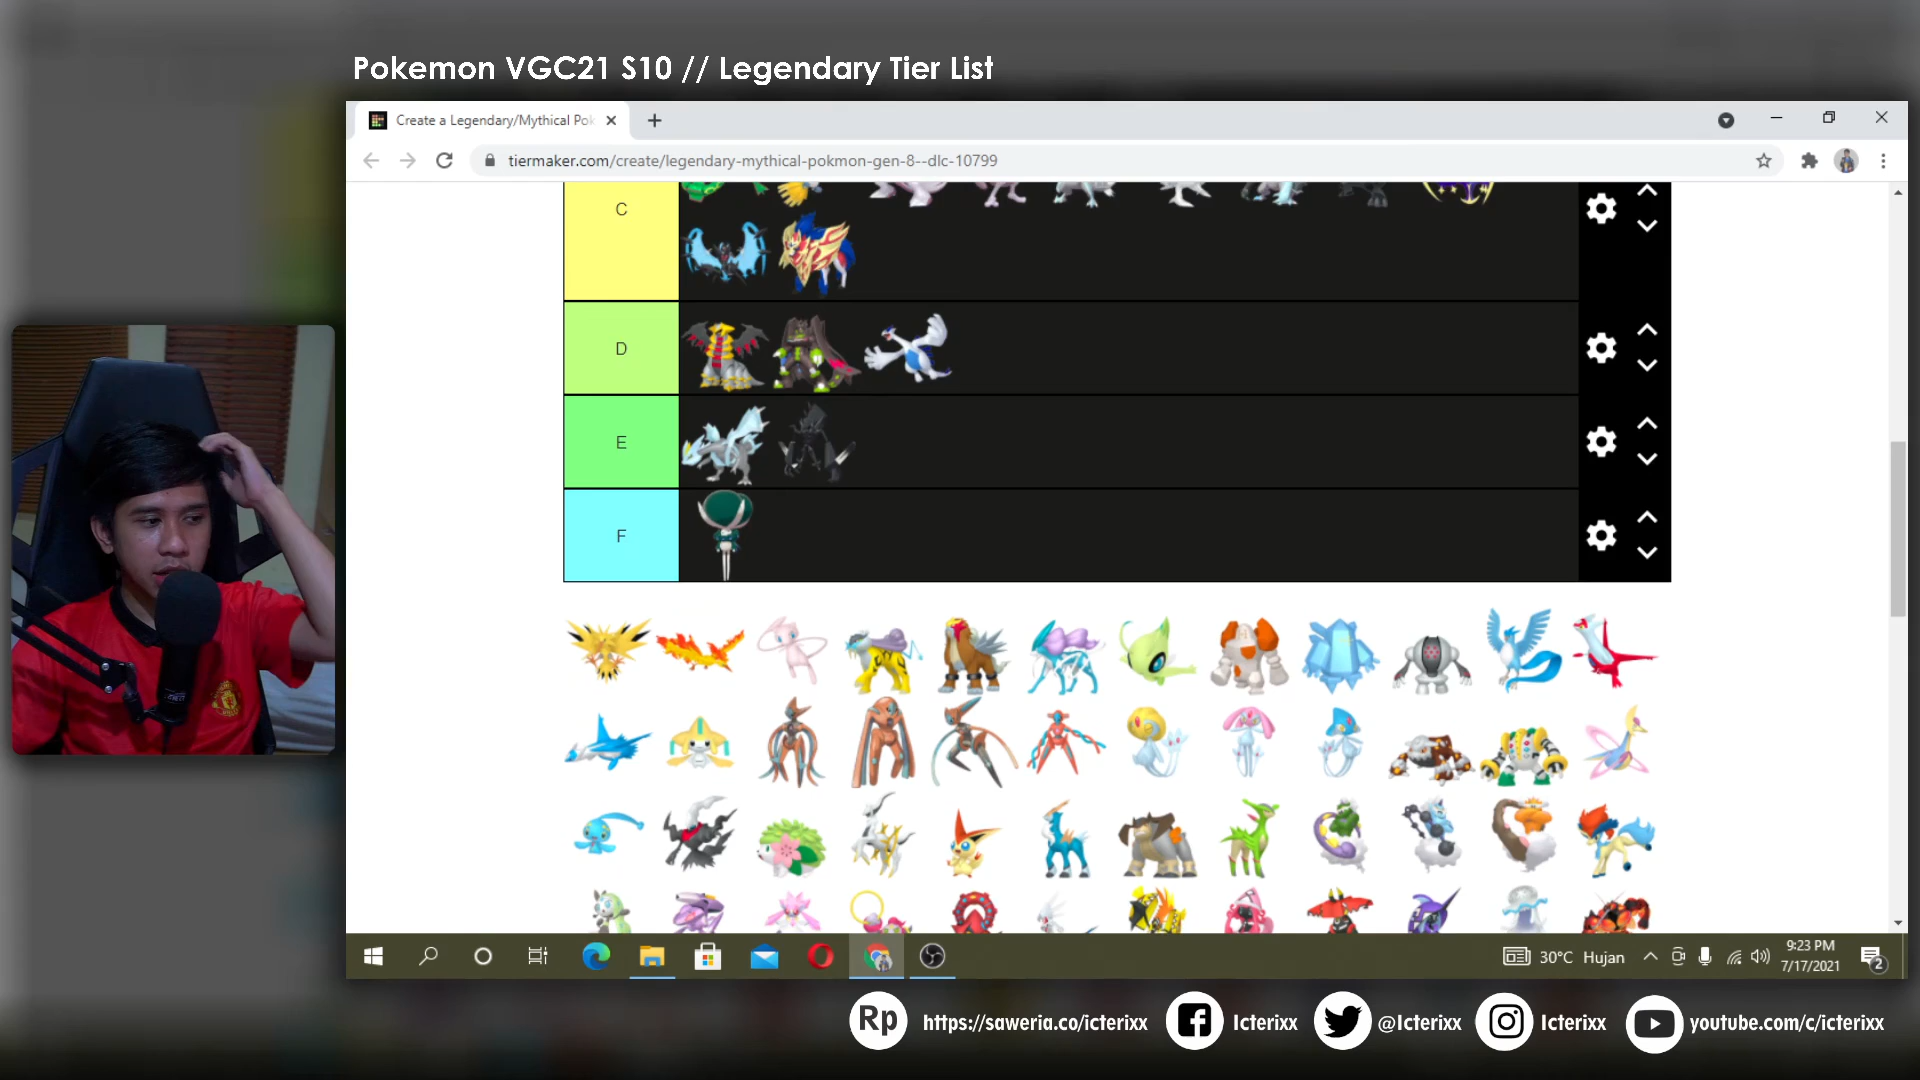 Pokemon VGC21 S10 // Legendary Tier List
Create a Legendary/Mythical Pok
tiermaker.com/create/legendary-mythical-pokmon-gen-8--dlc-10799
C
D
E
F
30°C Hujan
9:23 PM
7/17/2021
2
Rp https://saweria.co/icterixx Icterixx @Icterixx Icterixx youtube.com/c/icterixx